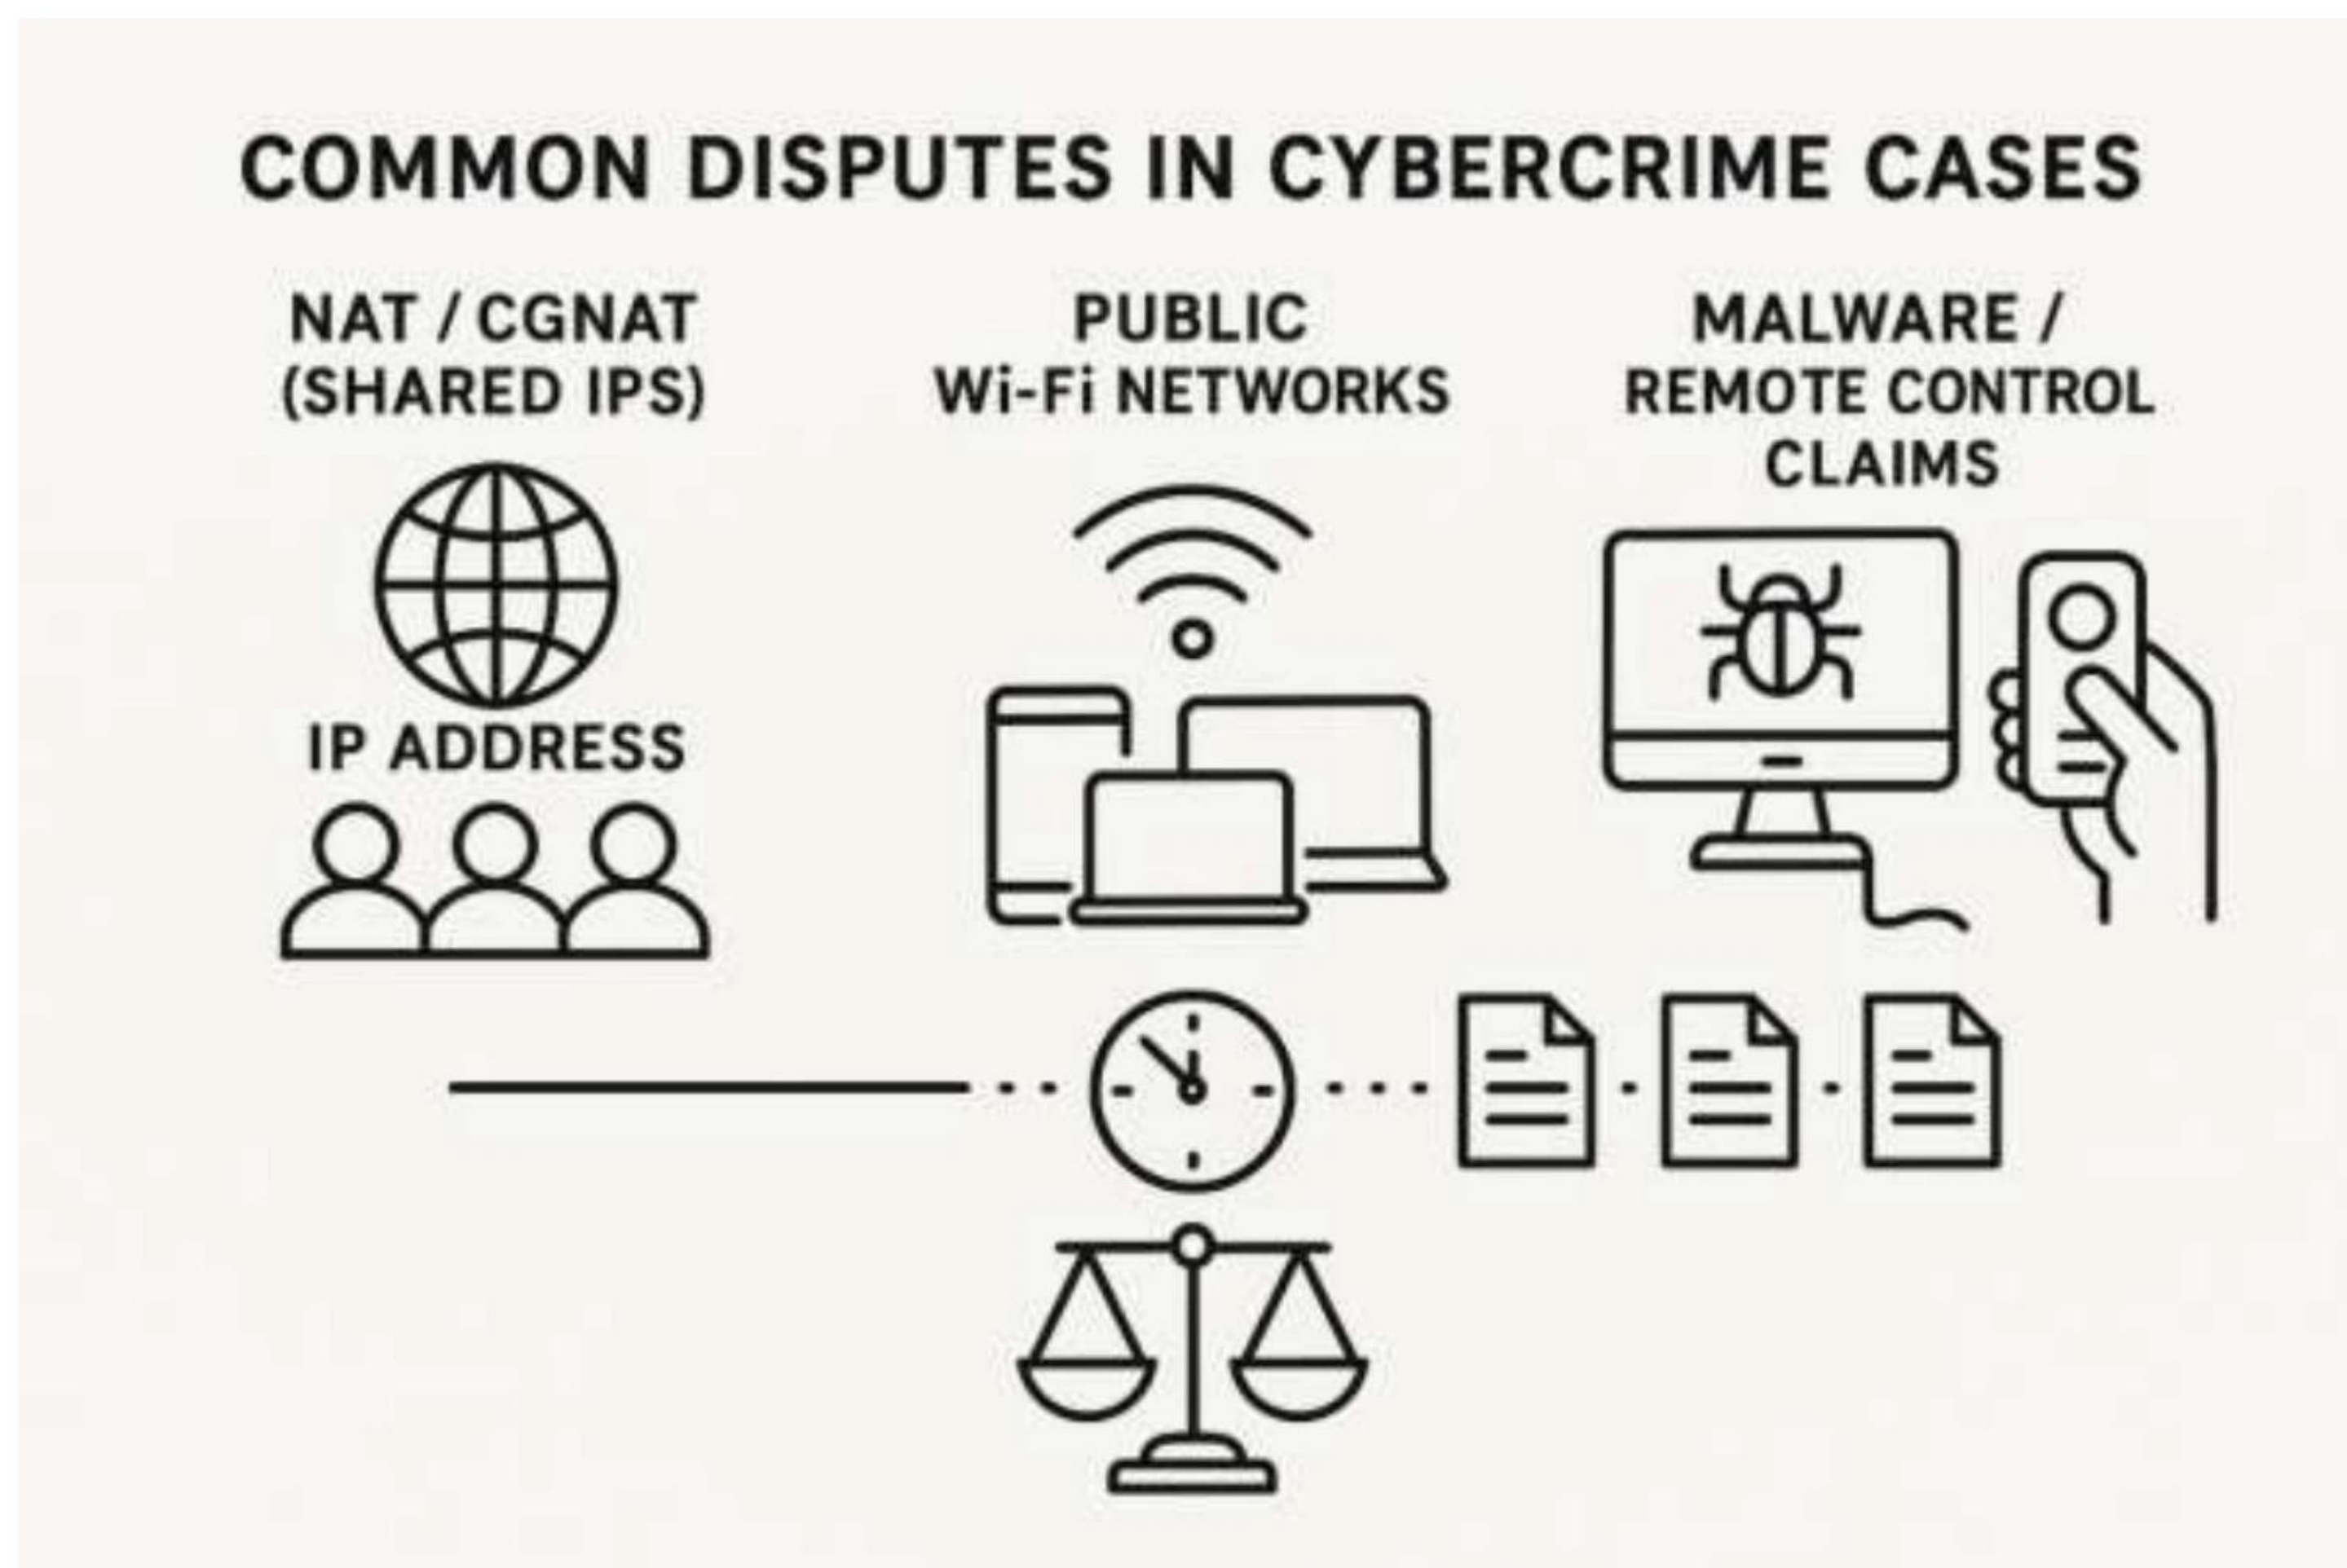 COMMON DISPUTES IN CYBERCRIME CASES
NAT / CGNAT
(SHARED IPS)
IP ADDRESS
PUBLIC
Wi-Fi NETWORKS
MALWARE /
REMOTE CONTROL
CLAIMS